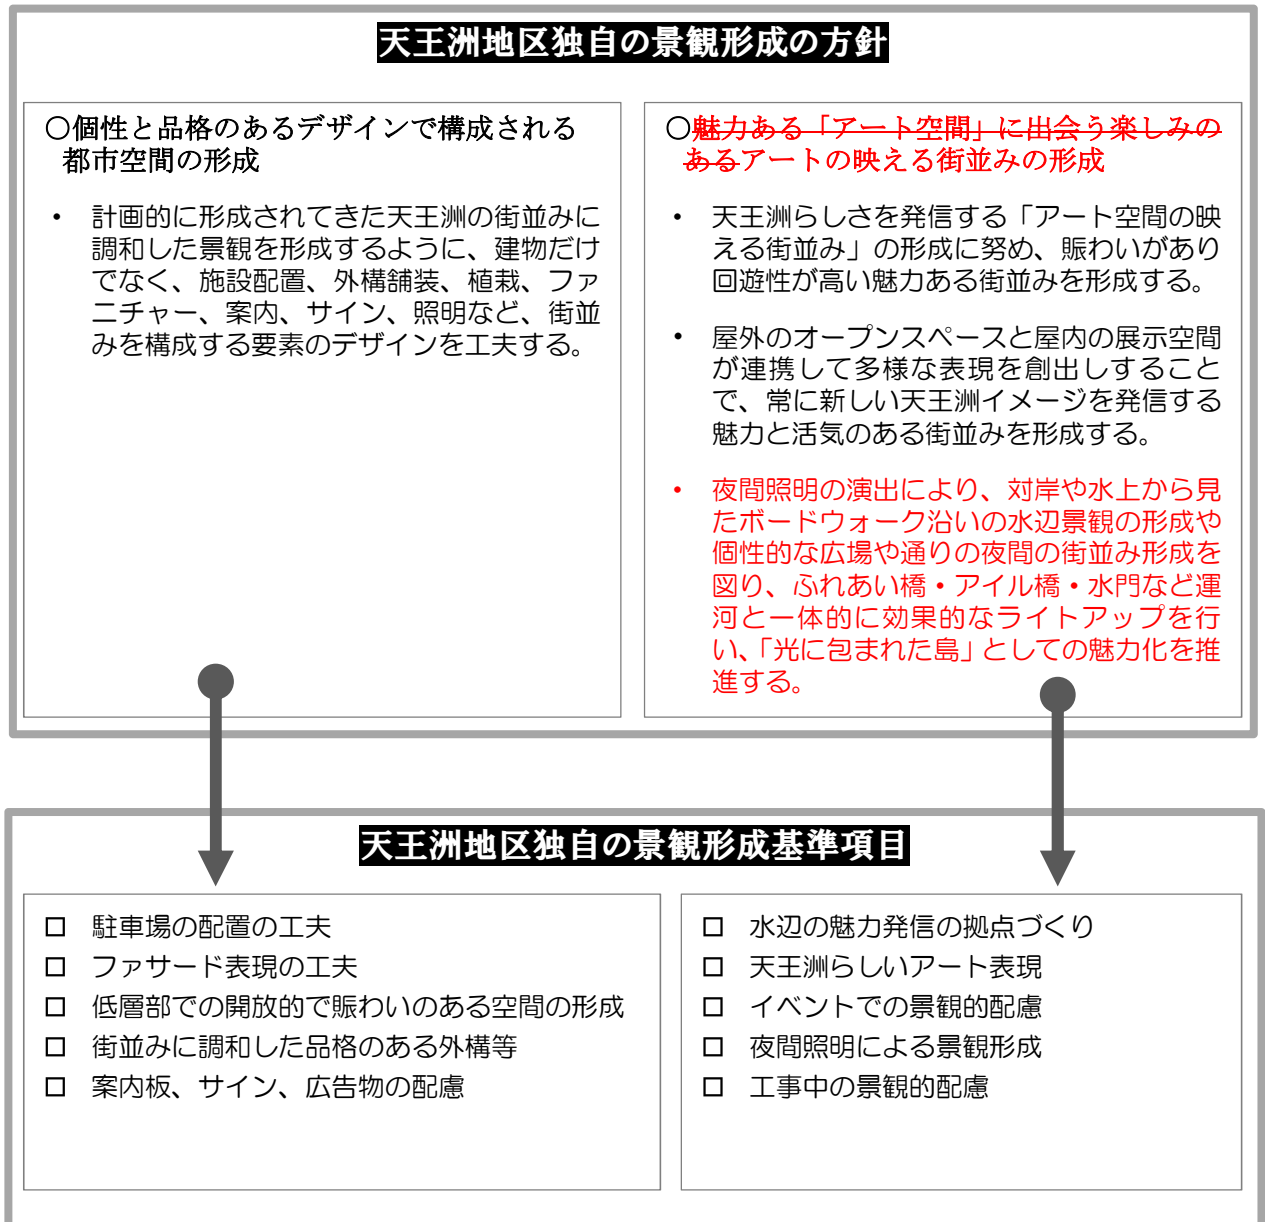 天王洲地区独自の景観形成の方針
〇個性と品格のあるデザインで構成される
都市空間の形成
・ 計画的に形成されてきた天王洲の街並みに
調和した景観を形成するように、建物だけ
でなく、施設配置、外構舗装、植栽、ファ
ニチャー、案内、サイン、照明など、街並
みを構成する要素のデザインを工夫する。
〇魅力ある「アート空間」に出会う楽しみの
あるアートの映える街並みの形成
・ 天王洲らしさを発信する「アート空間の映
える街並み」の形成に努め、賑わいがあり
回遊性が高い魅力ある街並みを形成する。
・ 屋外のオープンスペースと屋内の展示空間
が連携して多様な表現を創出しすること
で、常に新しい天王洲イメージを発信する
魅力と活気のある街並みを形成する。
・ 夜間照明の演出により、対岸や水上から見
たボードウォーク沿いの水辺景観の形成や
個性的な広場や通りの夜間の街並み形成を
図り、ふれあい橋・アイル橋・水門など運
河と一体的に効果的なライトアップを行
い、「光に包まれた島」としての魅力化を推
進する。
天王洲地区独自の景観形成基準項目
□ 駐車場の配置の工夫
□ ファサード表現の工夫
□ 低層部での開放的で賑わいのある空間の形成
□ 街並みに調和した品格のある外構等
□ 案内板、サイン、広告物の配慮
□ 水辺の魅力発信の拠点づくり
□ 天王洲らしいアート表現
□ イベントでの景観的配慮
□ 夜間照明による景観形成
□ 工事中の景観的配慮